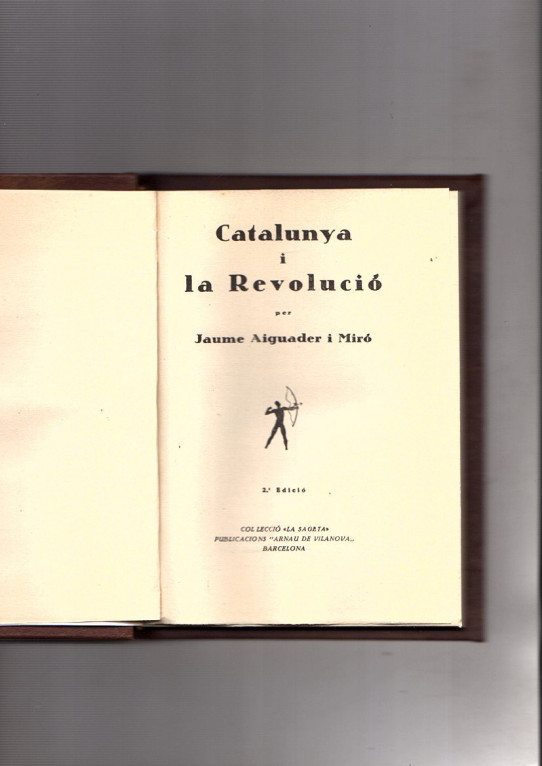 Catalunya
i
la Revolució
per
Jaume Aiguader i Miró
2.ª Edició
COL·LECCIÓ «LA SAGETA»
PUBLICACIONS "ARNAU DE VILANOVA,,
BARCELONA